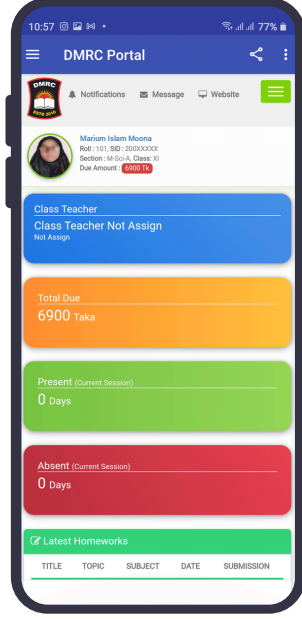 10:57
77%
DMRC Portal
DMRC
ESTD 2019
Notifications Message Website
Marium Islam Moona
Roll : 101, SID : 200XXXXX
Section : M-Sci-A, Class: XI
Due Amount : 6900 Tk
Class Teacher
Class Teacher Not Assign
Not Assign
Total Due
6900 Taka
Present (Current Session)
0 Days
Absent (Current Session)
0 Days
Latest Homeworks
TITLE TOPIC SUBJECT DATE SUBMISSION